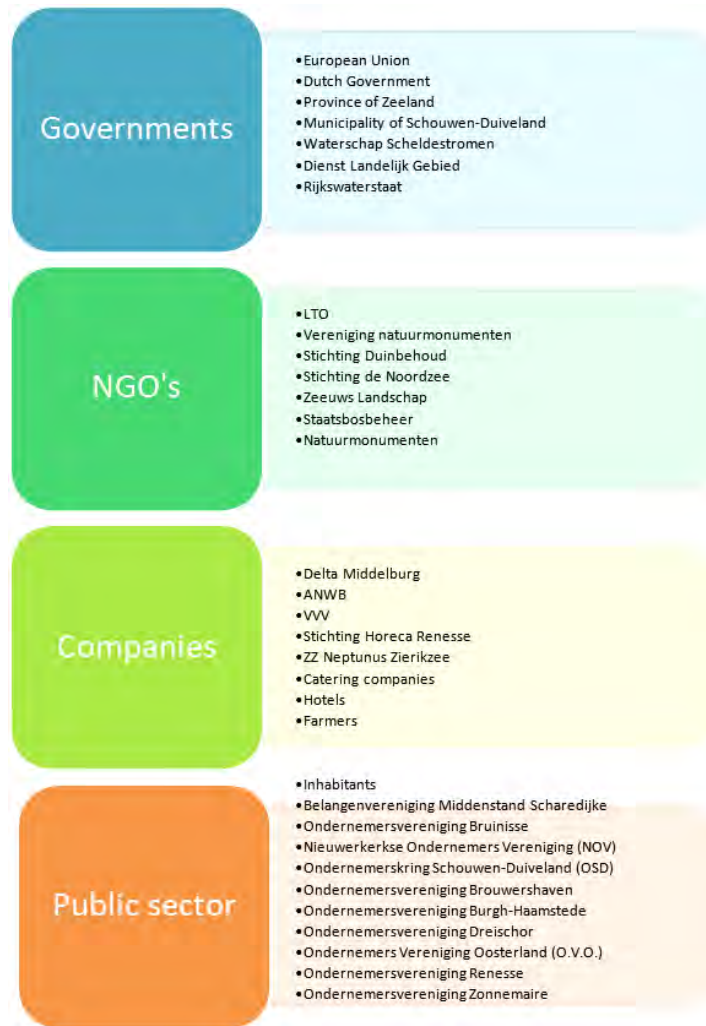 Governments
•European Union
•Dutch Government
•Province of Zeeland
•Municipality of Schouwen-Duiveland
•Waterschap Scheldestromen
•Dienst Landelijk Gebied
•Rijkswaterstaat
NGO's
•LTO
•Vereniging natuurmonumenten
•Stichting Duinbehoud
•Stichting de Noordzee
•Zeeuws Landschap
•Staatsbosbeheer
•Natuurmonumenten
Companies
•Delta Middelburg
•ANWB
•VVV
•Stichting Horeca Renesse
•ZZ Neptunus Zierikzee
•Catering companies
•Hotels
•Farmers
Public sector
•Inhabitants
•Belangenvereniging Middenstand Scharedijke
•Ondernemersvereniging Bruinisse
•Nieuwerkerkse Ondernemers Vereniging (NOV)
•Ondernemerskring Schouwen-Duiveland (OSD)
•Ondernemersvereniging Brouwershaven
•Ondernemersvereniging Burgh-Haamstede
•Ondernemersvereniging Dreischor
•Ondernemers Vereniging Oosterland (O.V.O.)
•Ondernemersvereniging Renesse
•Ondernemersvereniging Zonnemaire